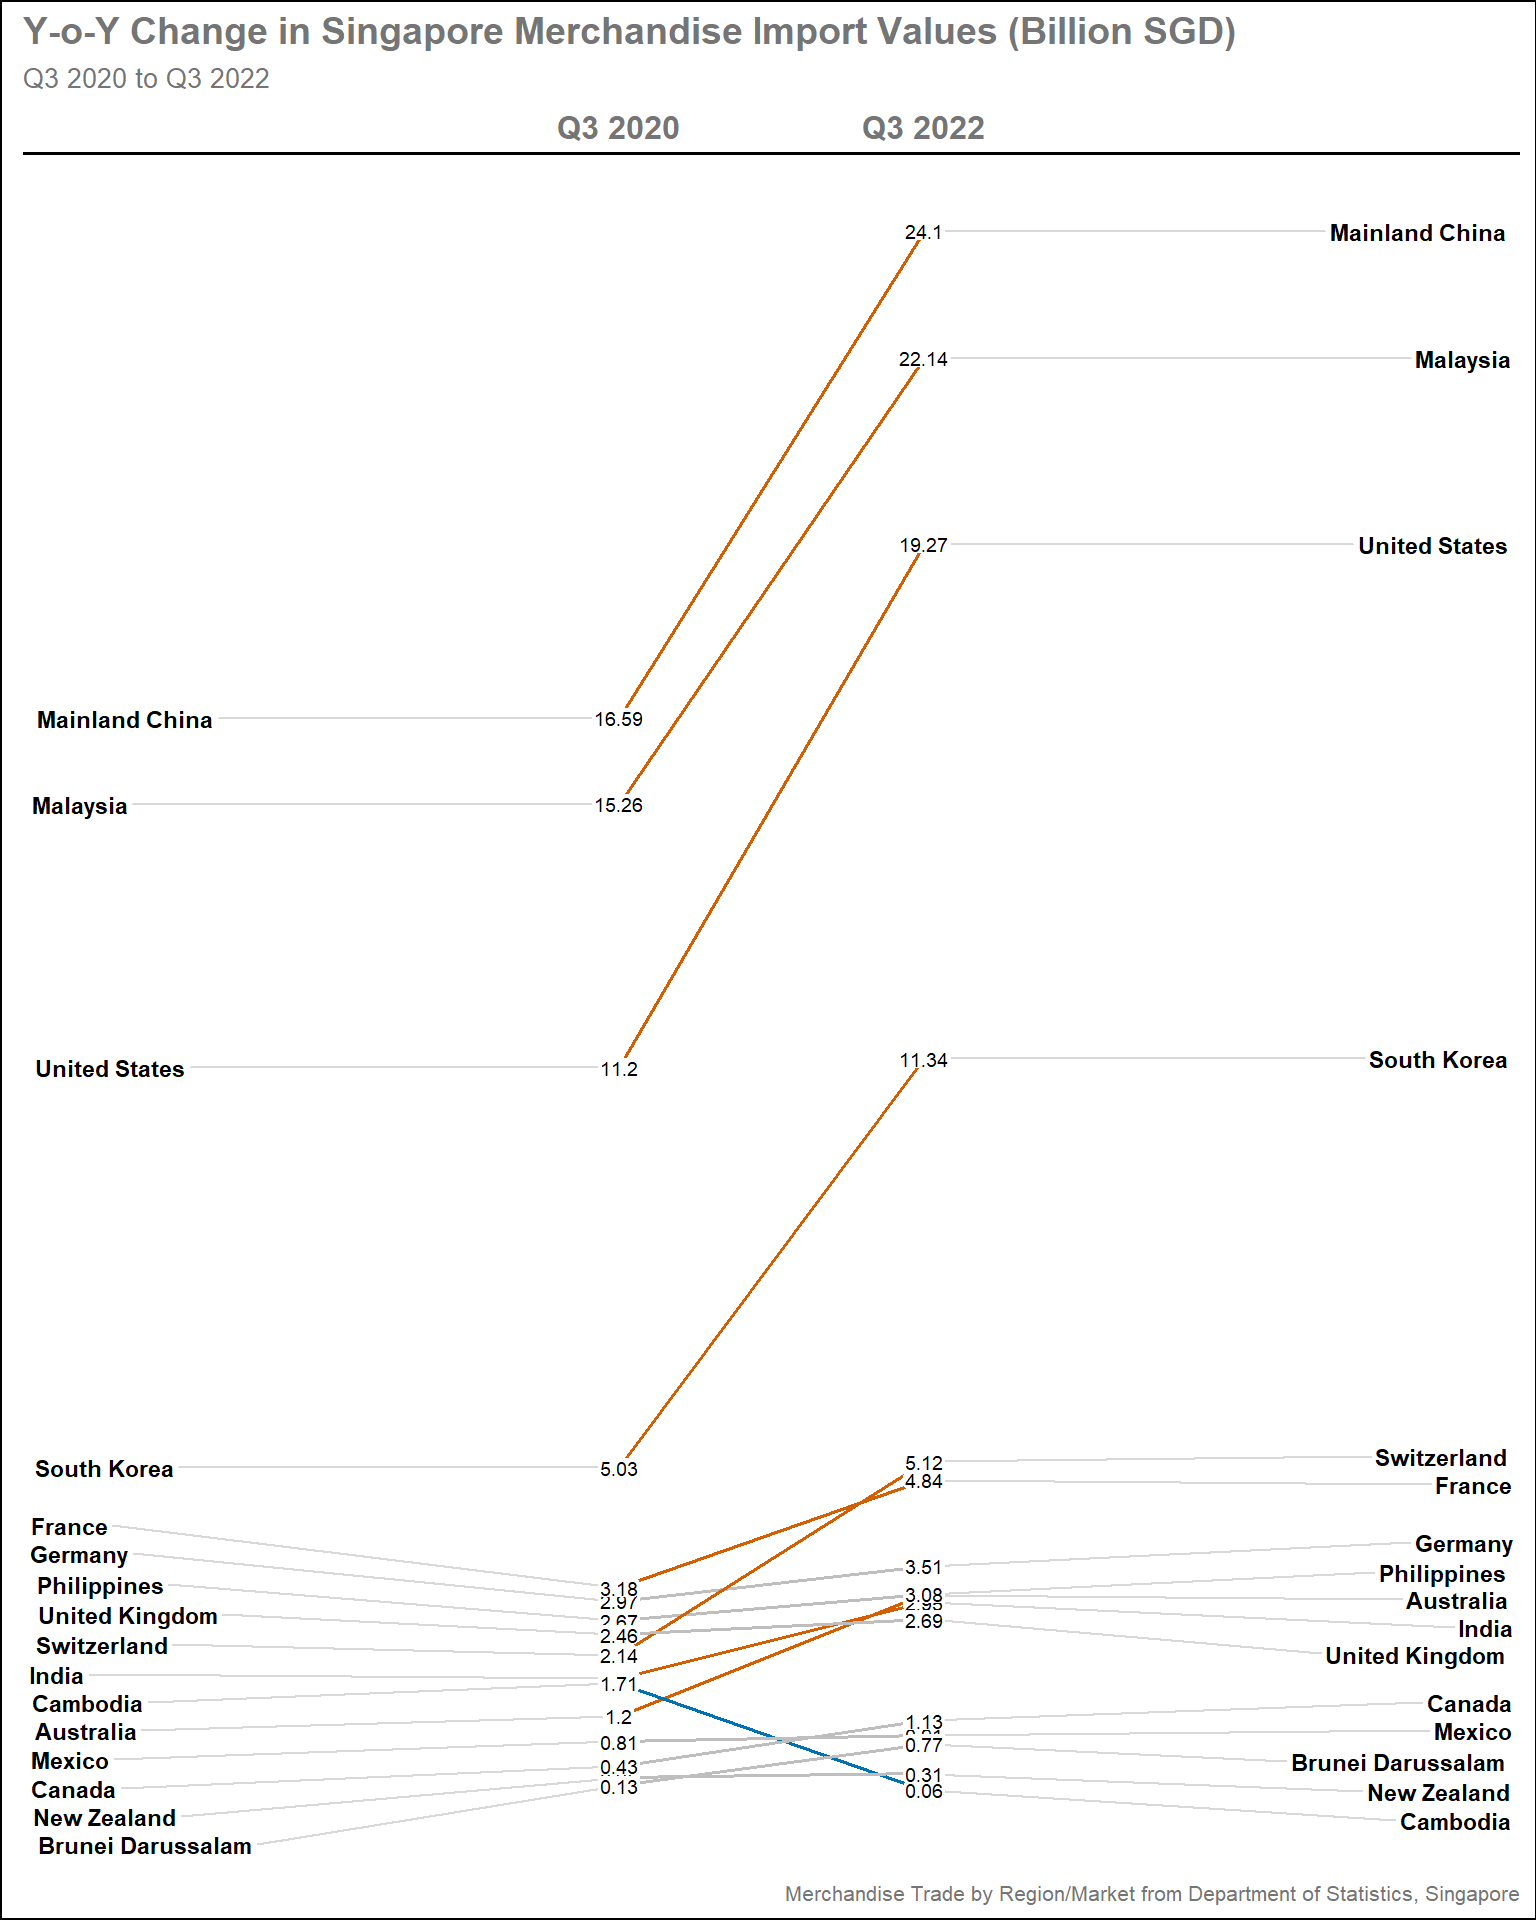 Y-o-Y Change in Singapore Merchandise Import Values (Billion SGD)
Q3 2020 to Q3 2022
Q3 2020 Q3 2022
24.1 Mainland China
22.14 Malaysia
19.27 United States
Mainland China 16.59
Malaysia 15.26
United States 11.2
11.34 South Korea
South Korea 5.03
5.12 Switzerland
4.84 France
France 3.18
Germany 2.97
Philippines 2.67
United Kingdom 2.46
Switzerland 2.14
India 1.71
Cambodia
Australia 1.2
Mexico 0.81
Canada 0.43
New Zealand
Brunei Darussalam 0.13
3.51 Germany
3.08 Philippines
Australia
2.95 India
2.69 United Kingdom
1.13 Canada
Mexico
0.77 Brunei Darussalam
0.31 New Zealand
0.06 Cambodia
Merchandise Trade by Region/Market from Department of Statistics, Singapore